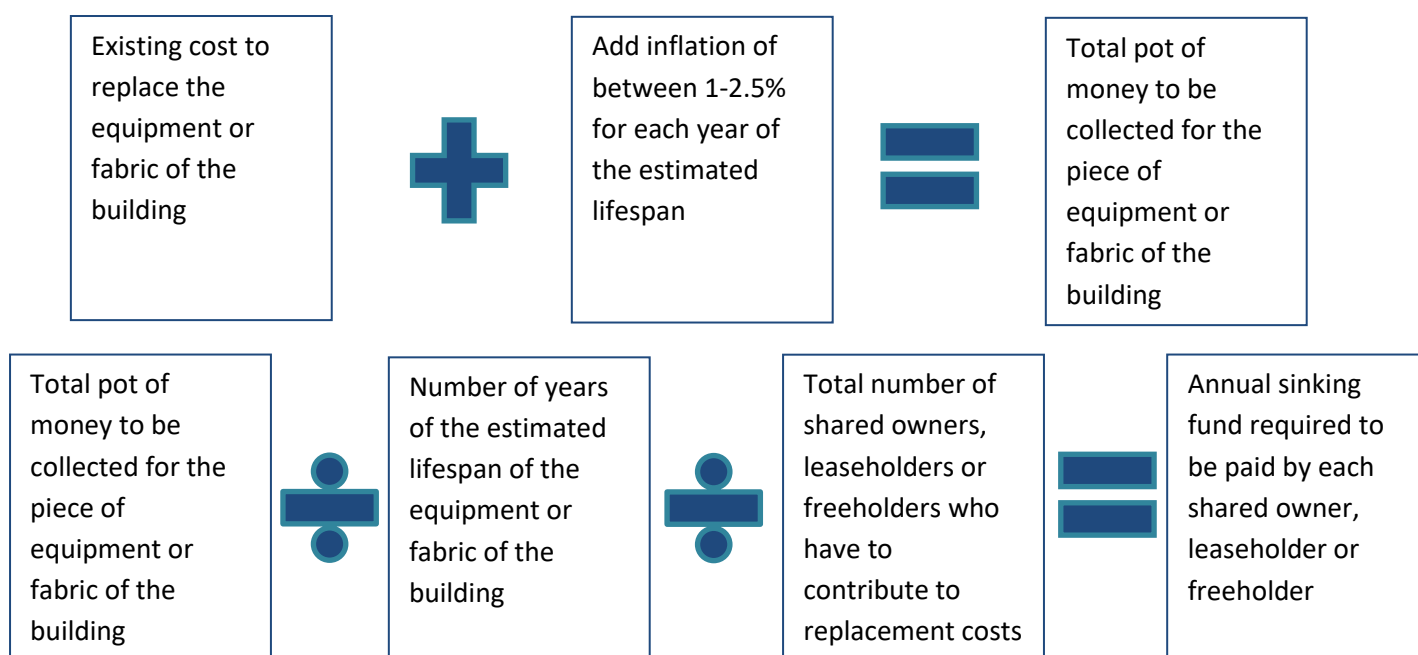 Existing cost to
replace the
equipment or
fabric of the
building
Add inflation of
between 1-2.5%
for each year of
the estimated
lifespan
Total pot of
money to be
collected for the
piece of
equipment or
fabric of the
building
Total pot of
money to be
collected for the
piece of
equipment or
fabric of the
building
Number of years
of the estimated
lifespan of the
equipment or
fabric of the
building
Total number of
shared owners,
leaseholders or
freeholders who
have to
contribute to
replacement costs
Annual sinking
fund required to
be paid by each
shared owner,
leaseholder or
freeholder